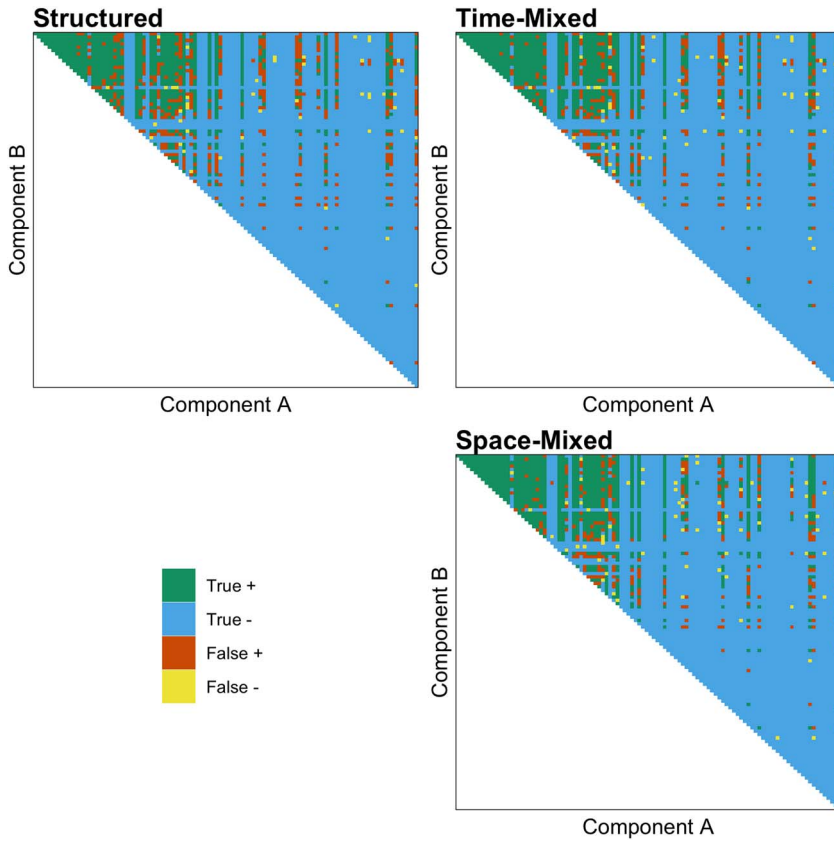 Structured
Time-Mixed
Component B
Component B
Component A
Component A
Space-Mixed
Component B
True +
True -
False +
False -
Component A